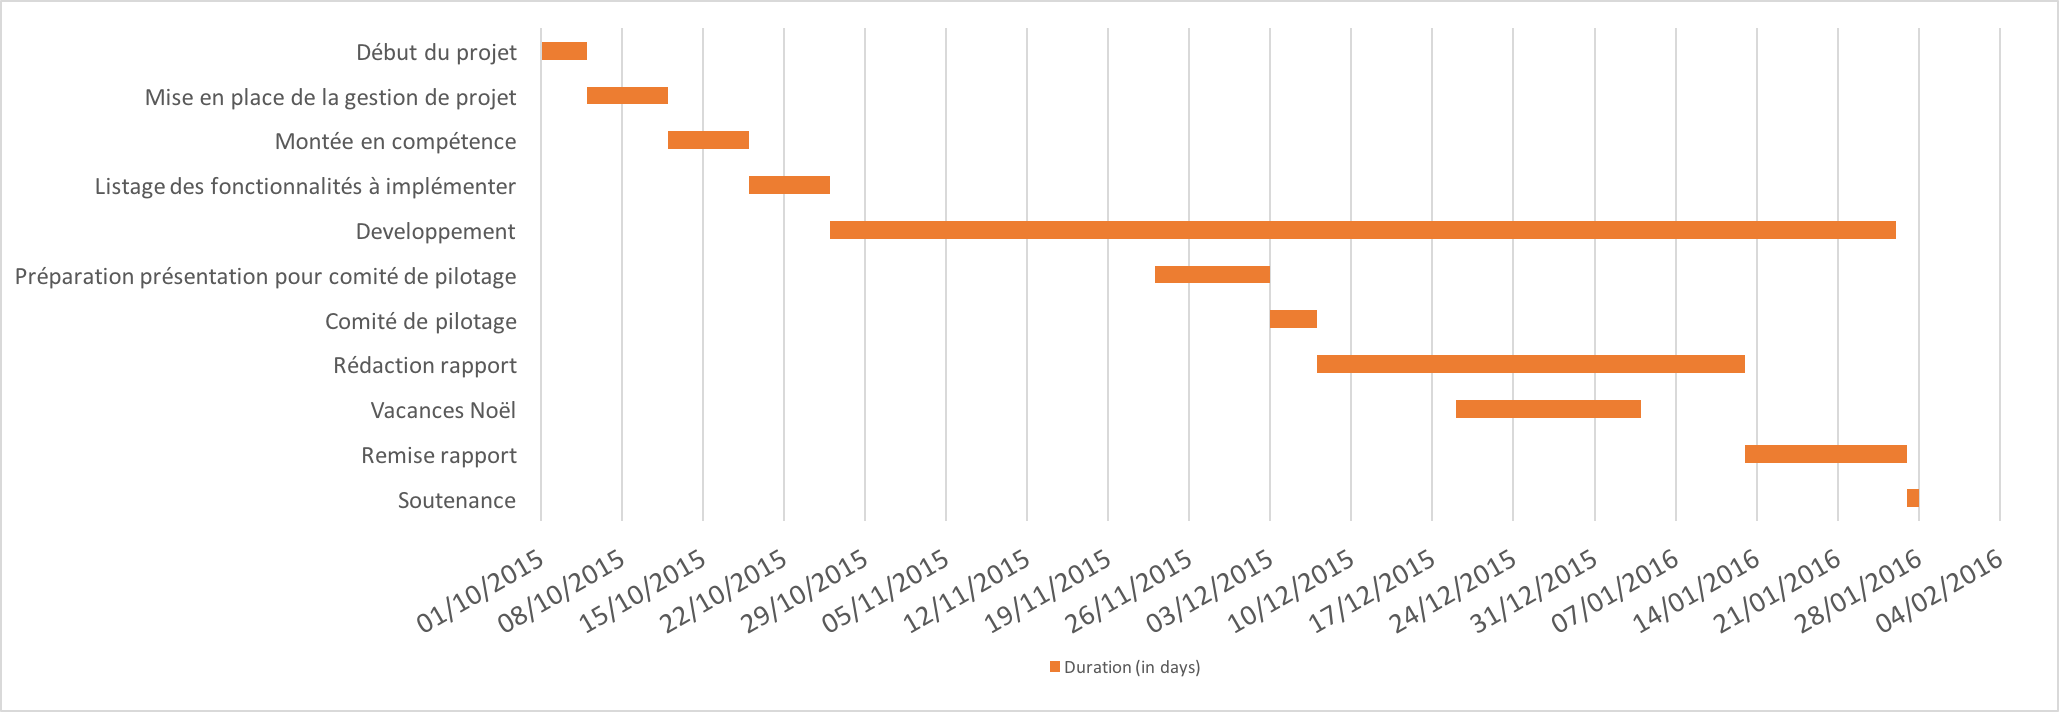 Début du projet
Mise en place de la gestion de projet
Montée en compétence
Listage des fonctionnalités à implémenter
Developpement
Préparation présentation pour comité de pilotage
Comité de pilotage
Rédaction rapport
Vacances Noël
Remise rapport
Soutenance
01/10/2015
08/10/2015
15/10/2015
22/10/2015
29/10/2015
05/11/2015
12/11/2015
19/11/2015
26/11/2015
03/12/2015
10/12/2015
17/12/2015
24/12/2015
31/12/2015
07/01/2016
14/01/2016
21/01/2016
28/01/2016
04/02/2016
Duration (in days)